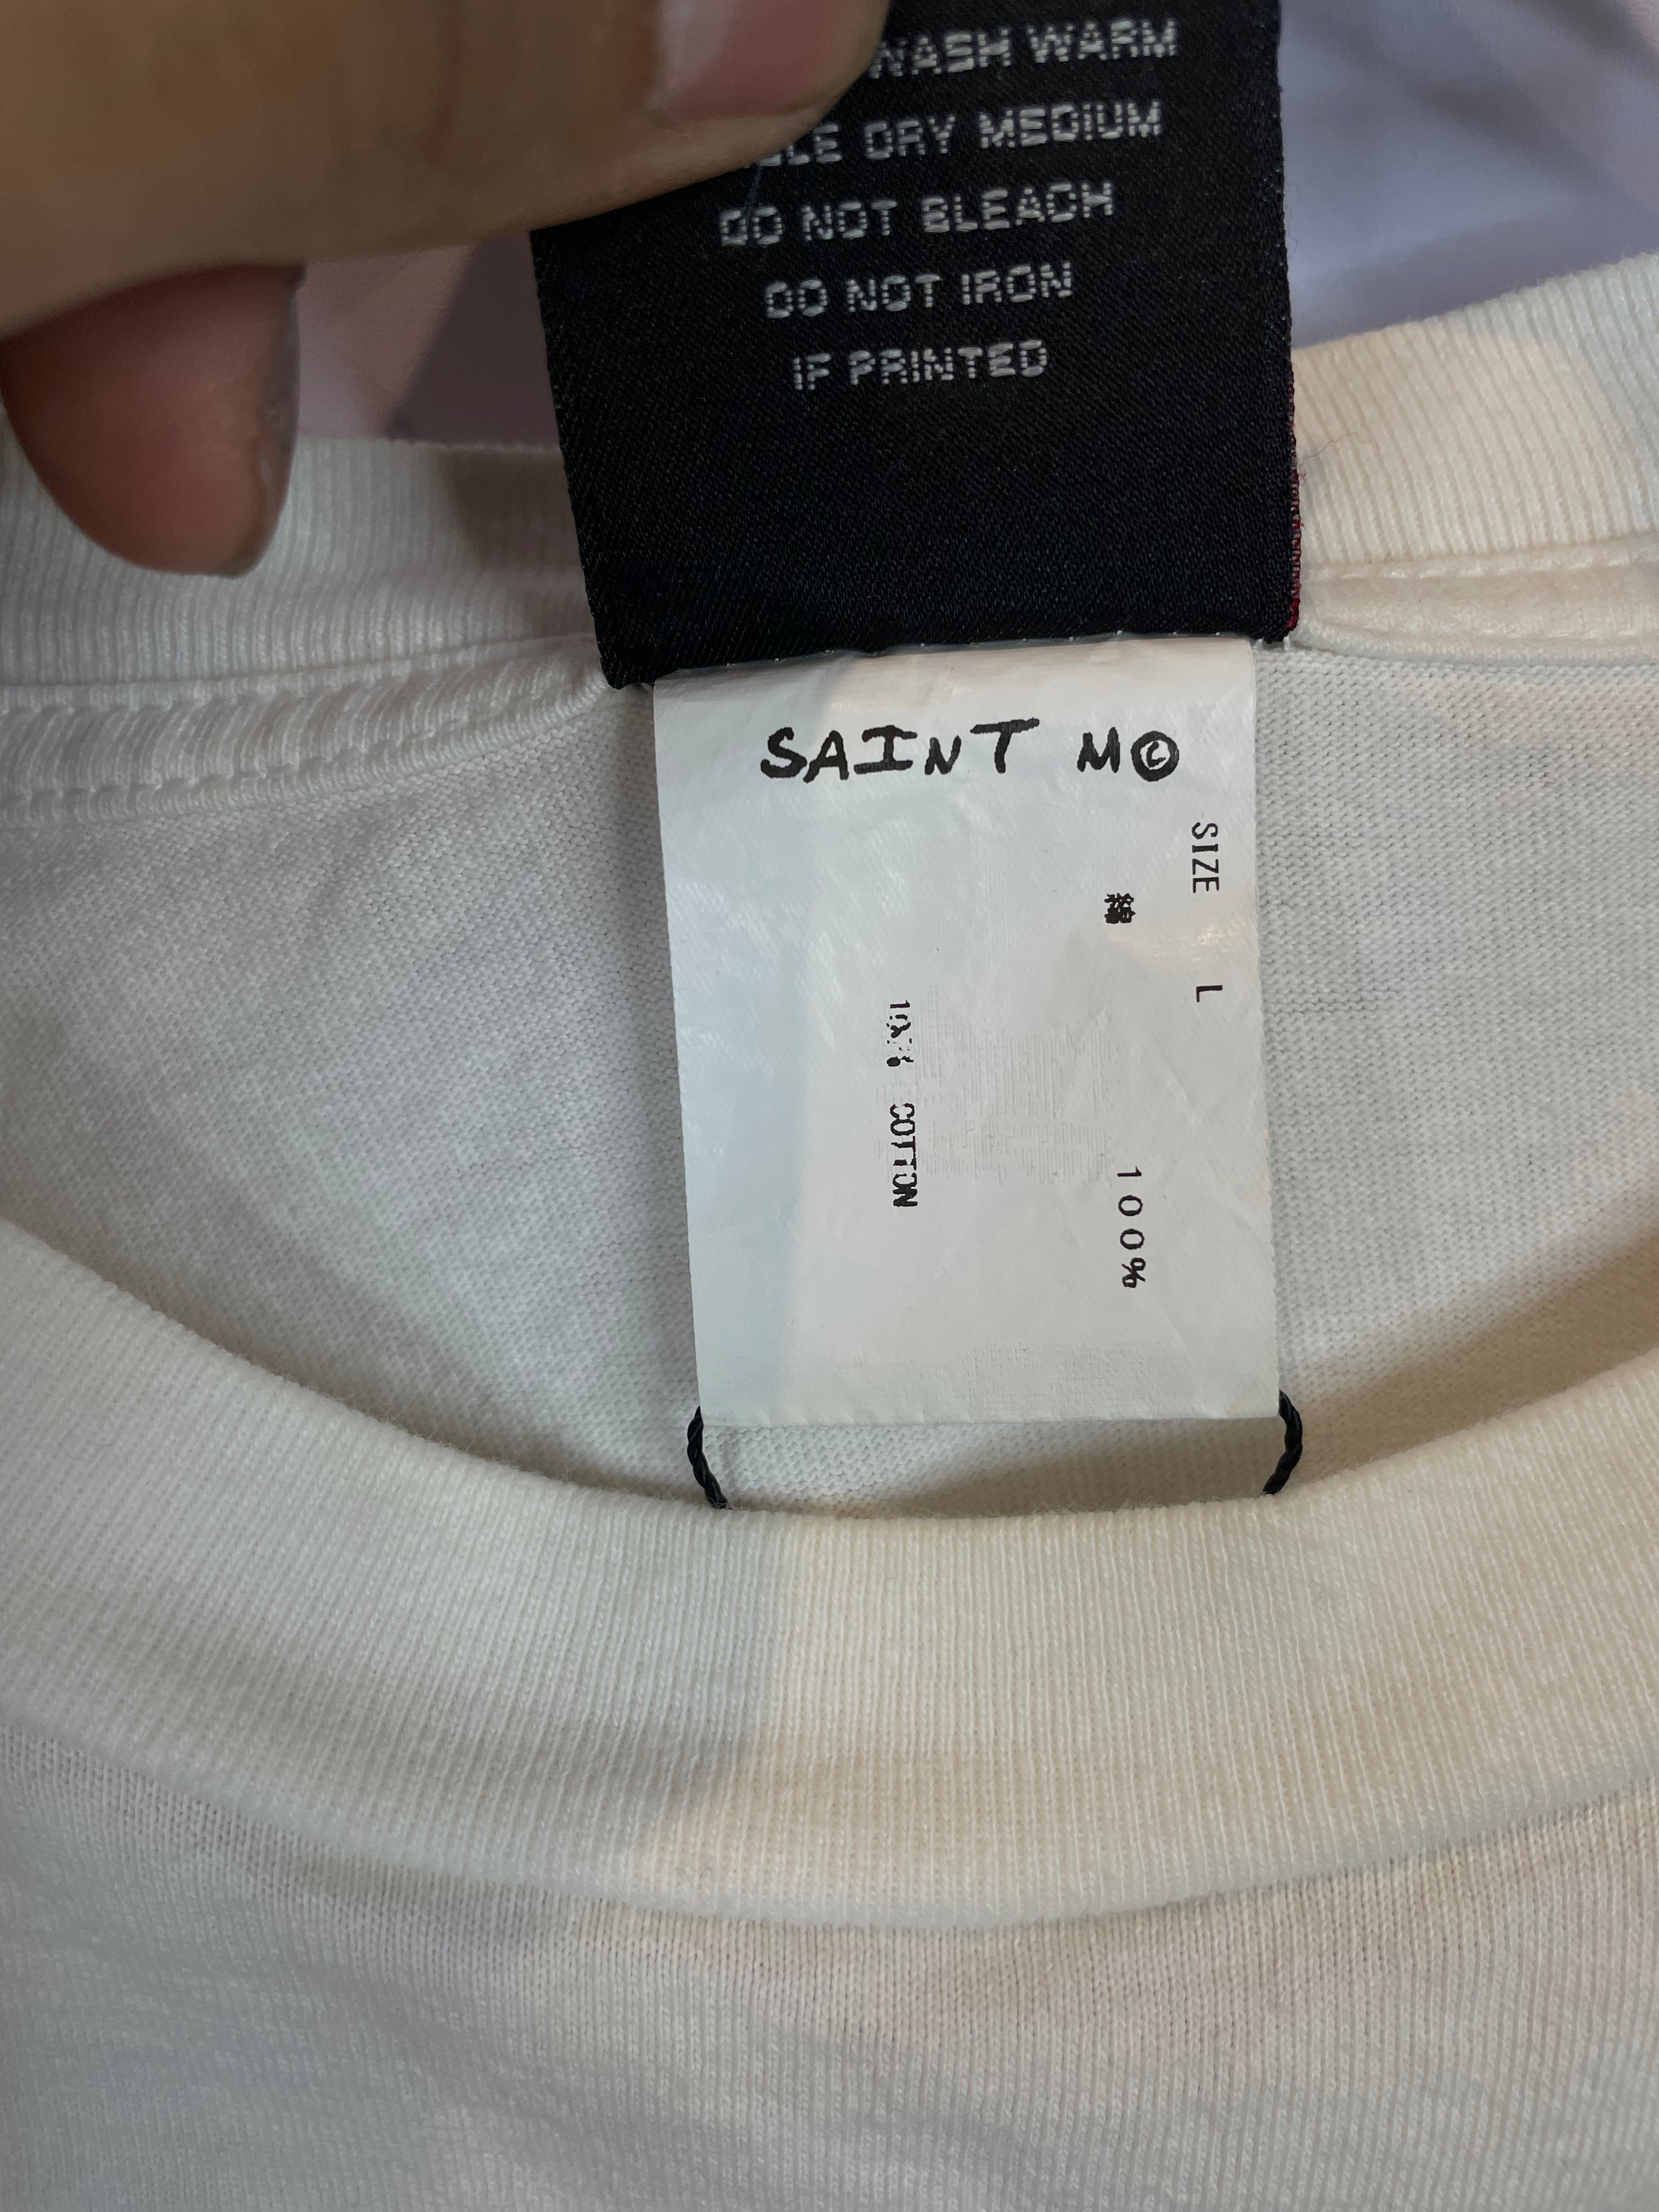 WASH WARM
DRY MEDIUM
DO NOT BLEACH
DO NOT IRON
IF PRINTED
SAINT M©
SIZE L
綿 100%
COTTON